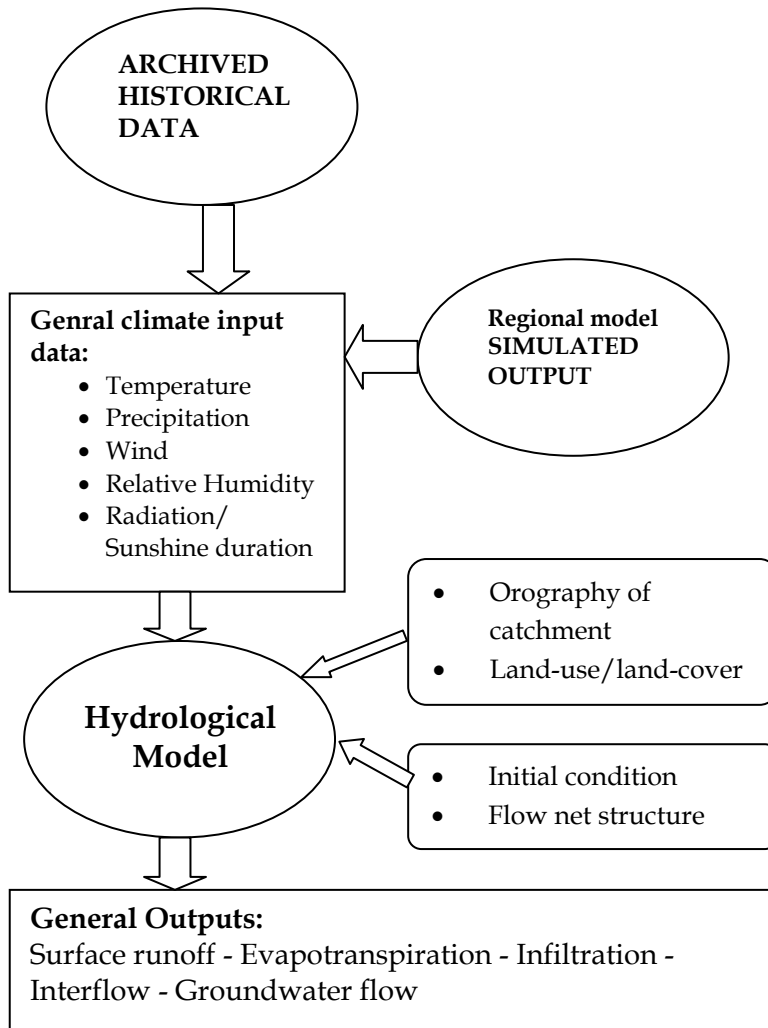 ARCHIVED
HISTORICAL
DATA
Genral climate input
data:
• Temperature
• Precipitation
• Wind
• Relative Humidity
• Radiation/
Sunshine duration
Regional model
SIMULATED
OUTPUT
• Orography of
catchment
• Land-use/land-cover
Hydrological
Model
• Initial condition
• Flow net structure
General Outputs:
Surface runoff - Evapotranspiration - Infiltration -
Interflow - Groundwater flow